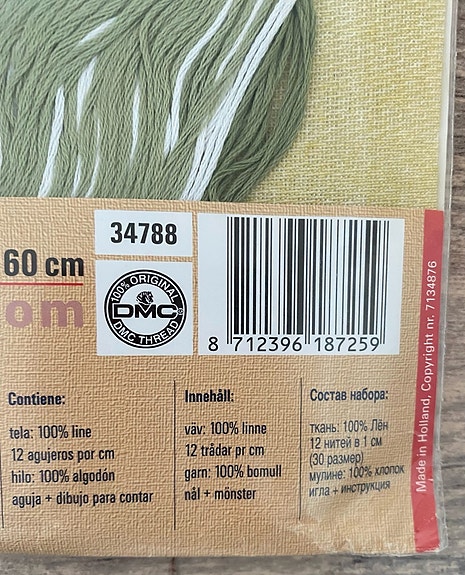 34788
60 cm
om
100% ORIGINAL
DMC
DMC THREAD
8 712396 187259
Contiene:
tela: 100% line
12 agujeros por cm
hilo: 100% algodón
aguja + dibujo para contar
Innehåll:
väv: 100% linne
12 trådar pr cm
garn: 100% bomull
nål + mönster
Состав набора:
ткань: 100% Лён
12 нитей в 1 см
(30 размер)
мулине: 100% хлопок
игла + инструкция
Made in Holland, Copyright nr. 7134876